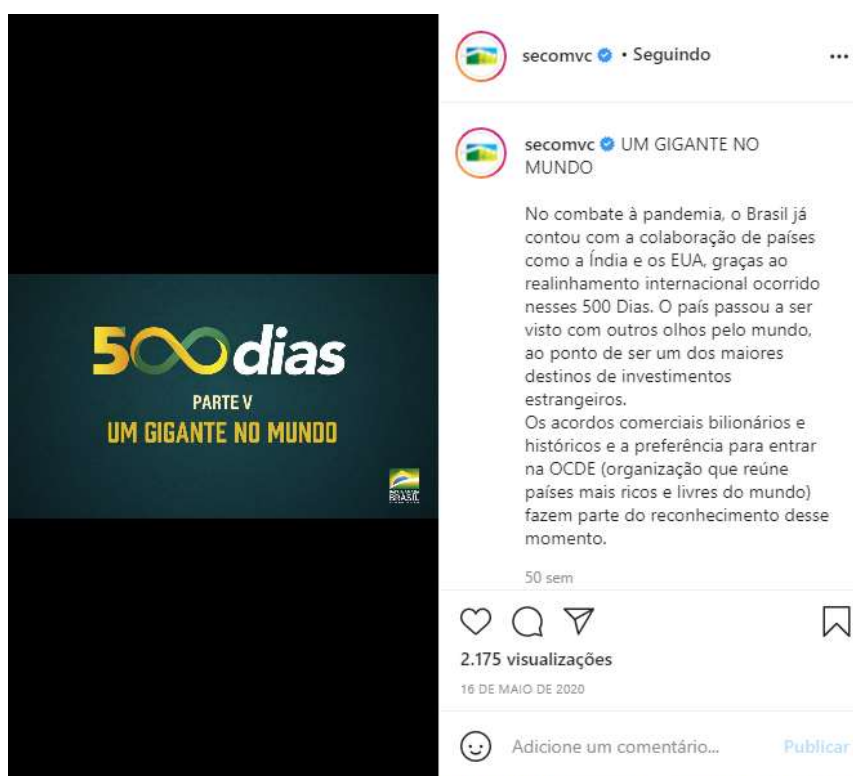 500dias
PARTE V
UM GIGANTE NO MUNDO
BRASIL
secomvc • Seguindo
...
secomvc UM GIGANTE NO
MUNDO
No combate à pandemia, o Brasil já
contou com a colaboração de países
como a Índia e os EUA, graças ao
realinhamento internacional ocorrido
nesses 500 Dias. O país passou a ser
visto com outros olhos pelo mundo,
ao ponto de ser um dos maiores
destinos de investimentos
estrangeiros.
Os acordos comerciais bilionários e
históricos e a preferência para entrar
na OCDE (organização que reúne
países mais ricos e livres do mundo)
fazem parte do reconhecimento desse
momento.
50 sem
2.175 visualizações
16 DE MAIO DE 2020
Adicione um comentário... Publicar